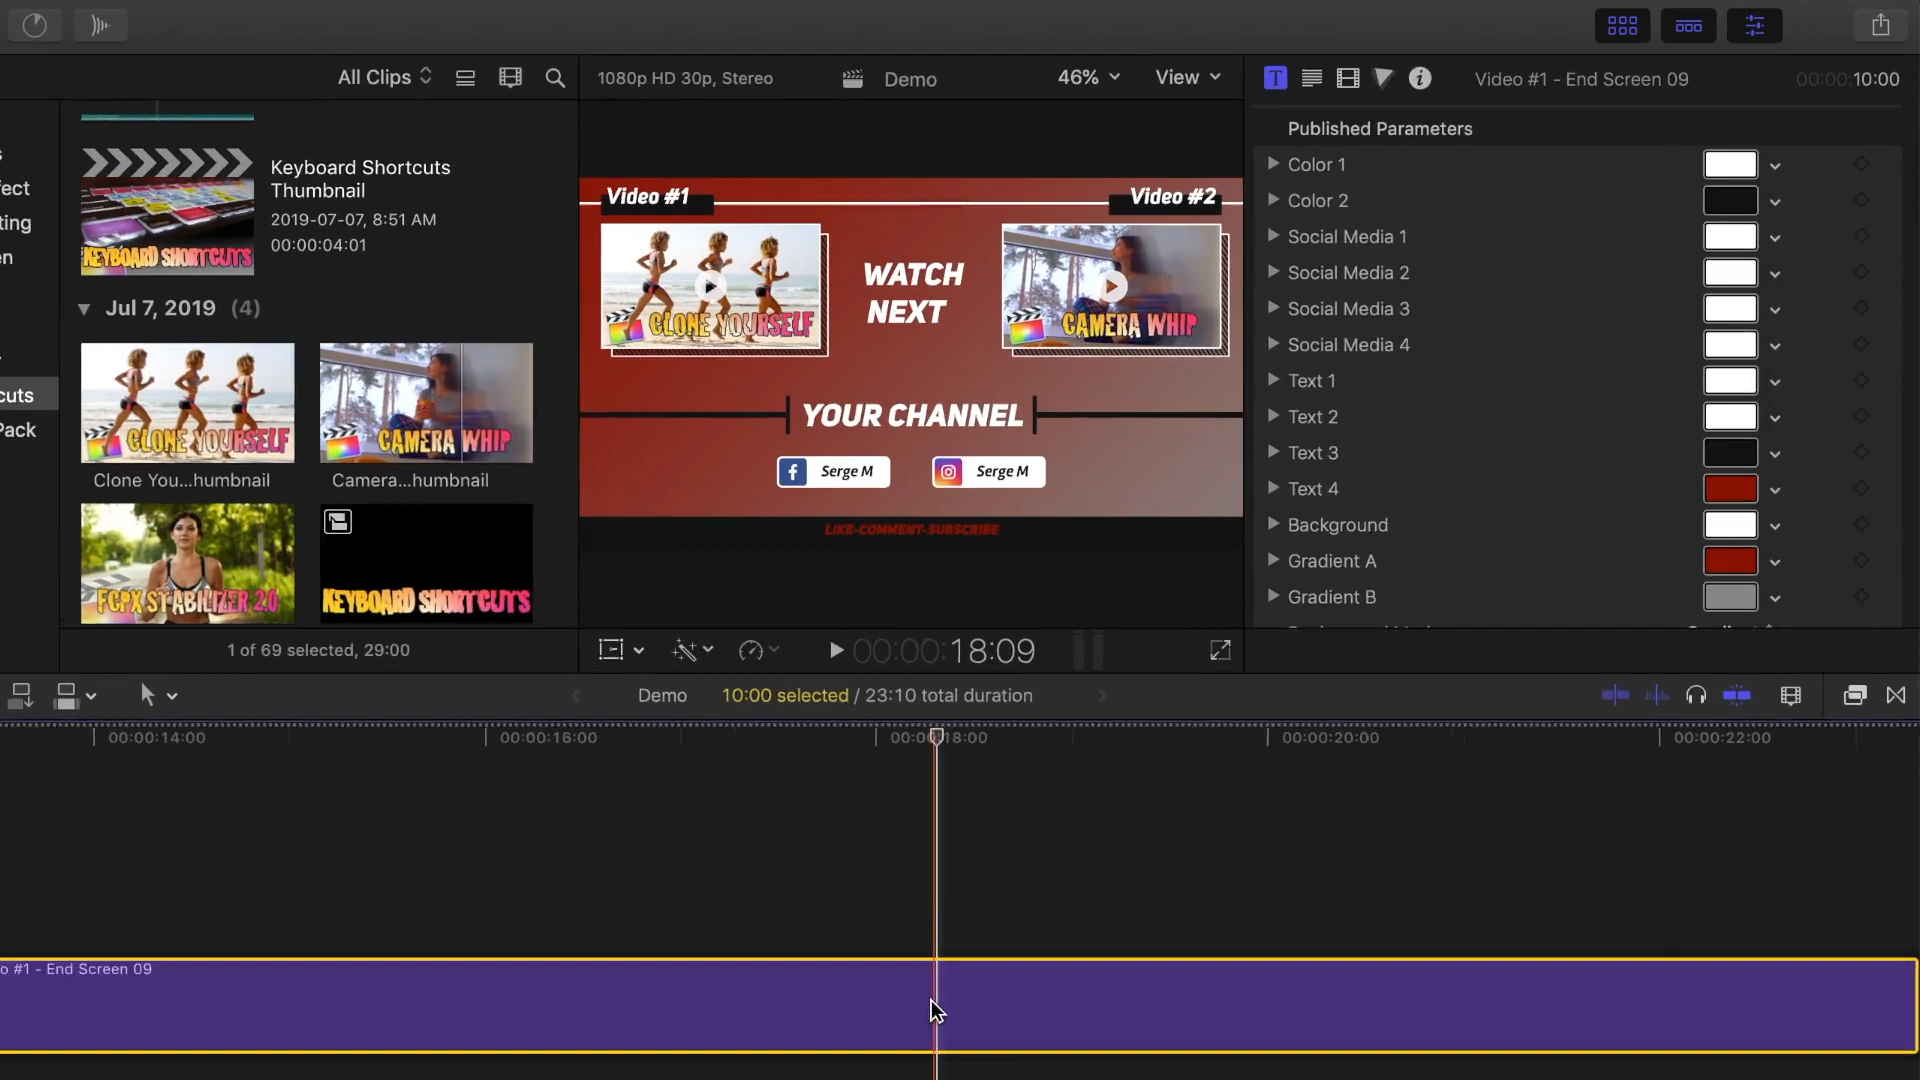 All Clips
1080p HD 30p, Stereo
Demo
46%
View
T
i
Video #1 - End Screen 09
00:00:10:00
Keyboard Shortcuts
Thumbnail
2019-07-07, 8:51 AM
00:00:04:01
KEYBOARD SHORTCUTS
fect
ting
en
cuts
Pack
Jul 7, 2019 (4)
CLONE YOURSELF
CAMERA WHIP
Clone You...humbnail
Camera...humbnail
FCPX STABILIZER 2.0
KEYBOARD SHORTCUTS
1 of 69 selected, 29:00
Video #1
Video #2
WATCH
NEXT
CLONE YOURSELF
CAMERA WHIP
YOUR CHANNEL
f Serge M
Serge M
LIKE-COMMENT-SUBSCRIBE
00:00:18:09
Published Parameters
Color 1
Color 2
Social Media 1
Social Media 2
Social Media 3
Social Media 4
Text 1
Text 2
Text 3
Text 4
Background
Gradient A
Gradient B
Demo
10:00 selected / 23:10 total duration
00:00:14:00
00:00:16:00
00:00:18:00
00:00:20:00
00:00:22:00
o #1 - End Screen 09